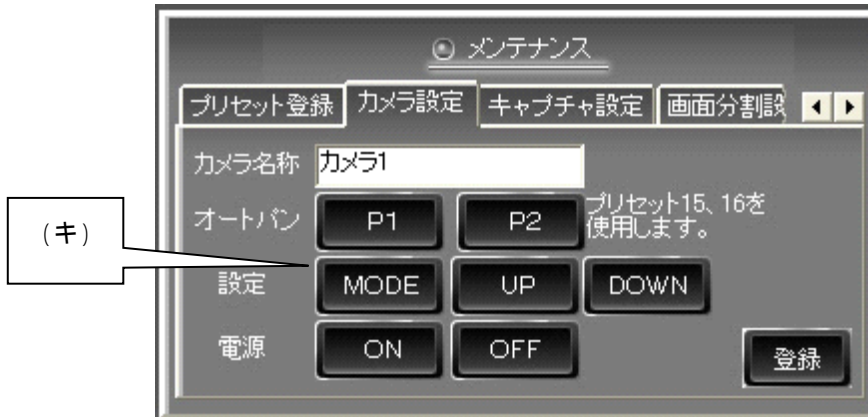 メンテナンス
プリセット登録 カメラ設定 キャプチャ設定 画面分割設
カメラ名称 カメラ1
オートパン P1 P2 プリセット15、16を
使用します。
(キ)
設定 MODE UP DOWN
電源 ON OFF
登録